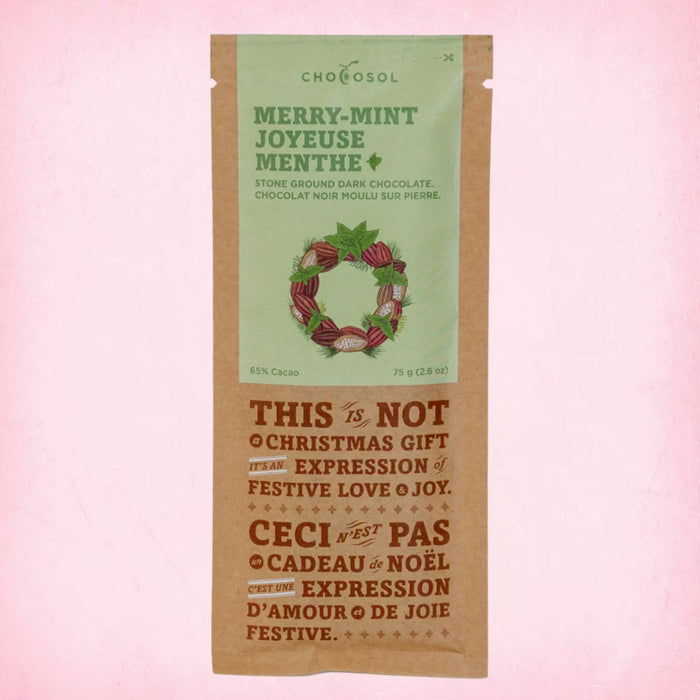 CHOCOSOL
MERRY-MINT
JOYEUSE
MENTHE
STONE GROUND DARK CHOCOLATE.
CHOCOLAT NOIR MOULU SUR PIERRE.
65% Cacao 75 g (2.6 oz)
THIS IS NOT
a CHRISTMAS GIFT
IT'S AN EXPRESSION of
FESTIVE LOVE & JOY.
CECI N'EST PAS
un CADEAU de NOËL
C'EST UNE EXPRESSION
D'AMOUR et DE JOIE
FESTIVE.